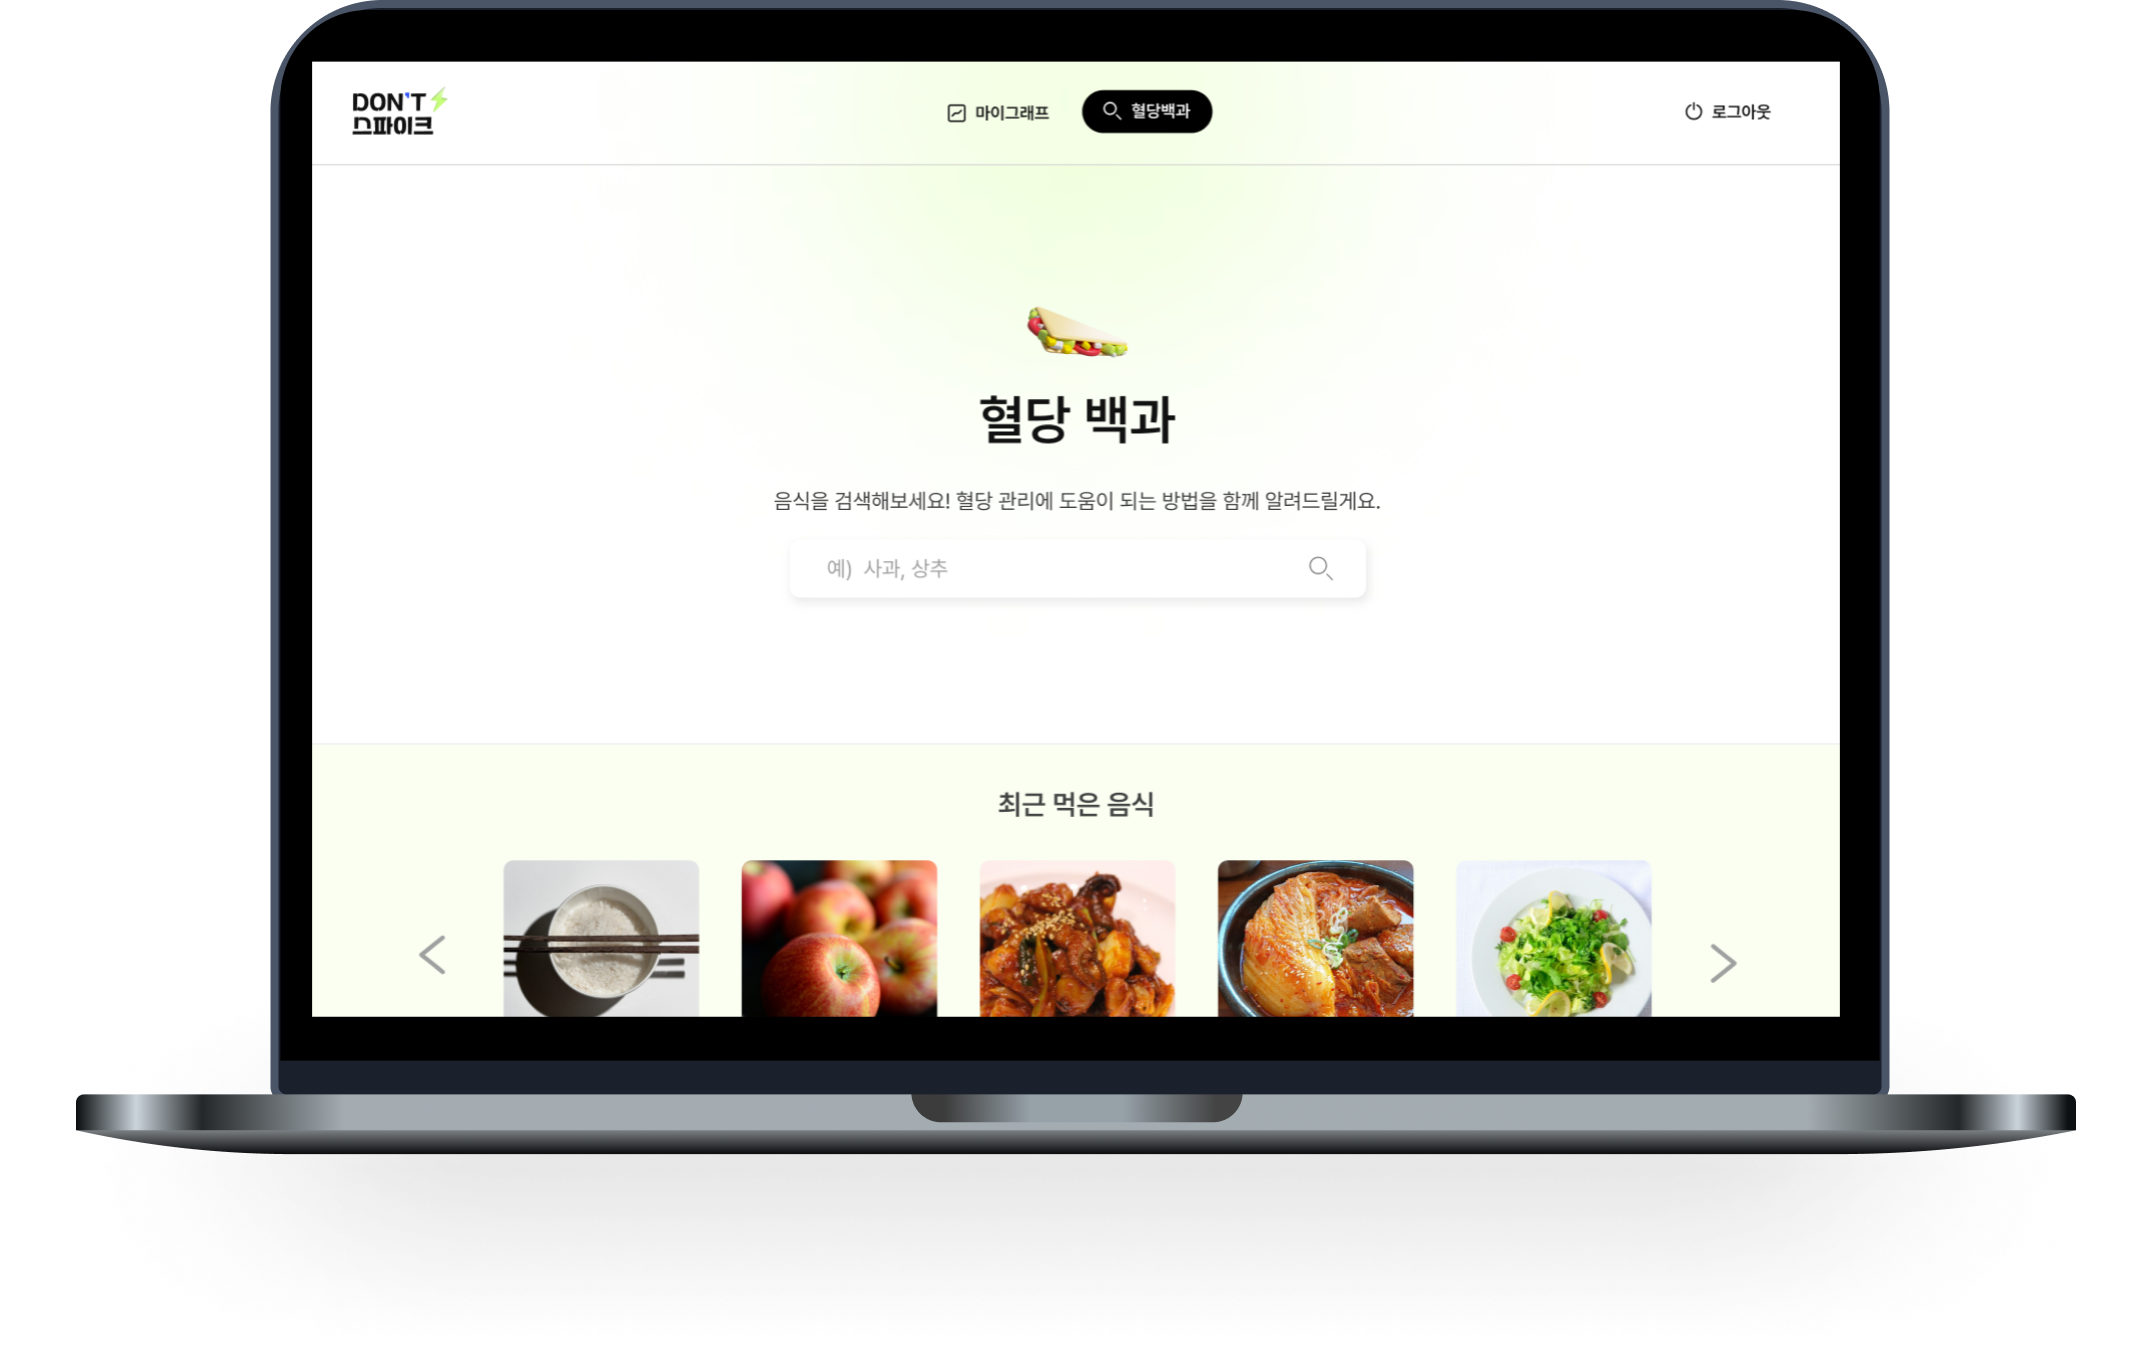 DON'T
스파이크
마이그래프
혈당백과
로그아웃
혈당 백과
음식을 검색해보세요! 혈당 관리에 도움이 되는 방법을 함께 알려드릴게요.
예) 사과, 상추
최근 먹은 음식